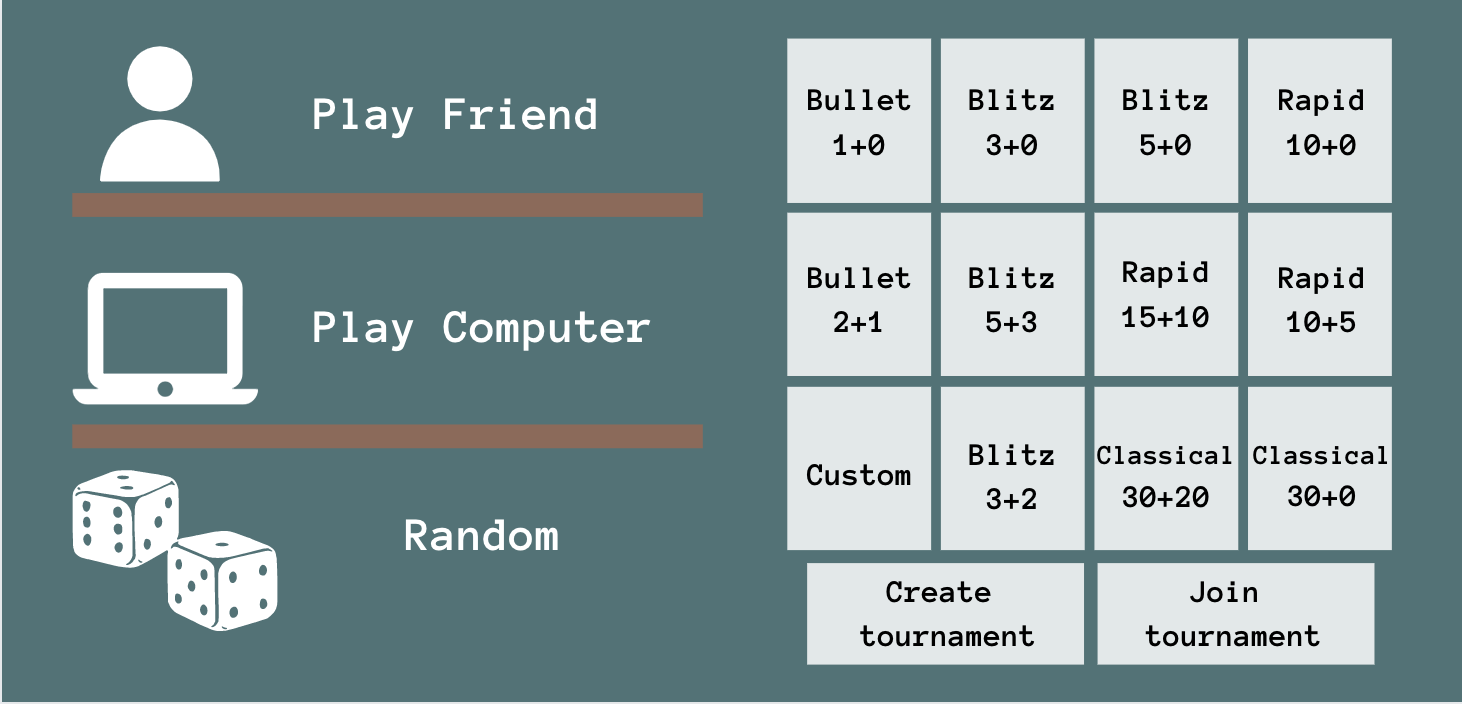 Play Friend
Play Computer
Random
Bullet
1+0
Blitz
3+0
Blitz
5+0
Rapid
10+0
Bullet
2+1
Blitz
5+3
Rapid
15+10
Rapid
10+5
Custom
Blitz
3+2
Classical
30+20
Classical
30+0
Create
tournament
Join
tournament